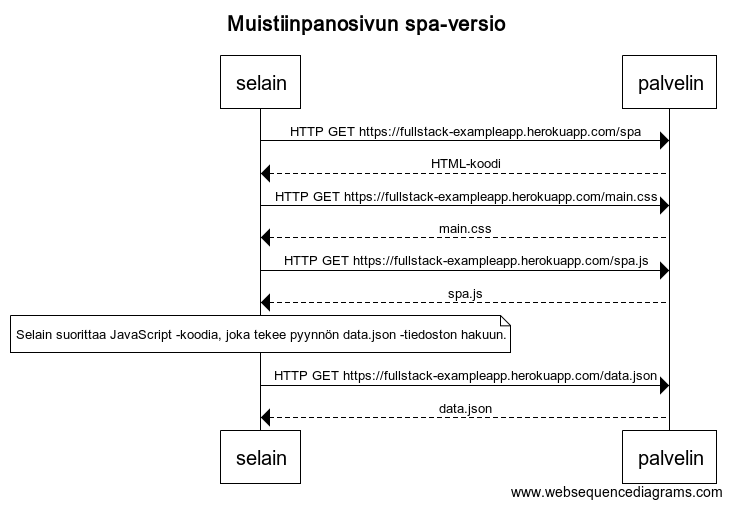 Muistiinpanosivun spa-versio
selain
palvelin
HTTP GET https://fullstack-exampleapp.herokuapp.com/spa
HTML-koodi
HTTP GET https://fullstack-exampleapp.herokuapp.com/main.css
main.css
HTTP GET https://fullstack-exampleapp.herokuapp.com/spa.js
spa.js
Selain suorittaa JavaScript -koodia, joka tekee pyynnön data.json -tiedoston hakuun.
HTTP GET https://fullstack-exampleapp.herokuapp.com/data.json
data.json
selain
palvelin
www.websequencediagrams.com